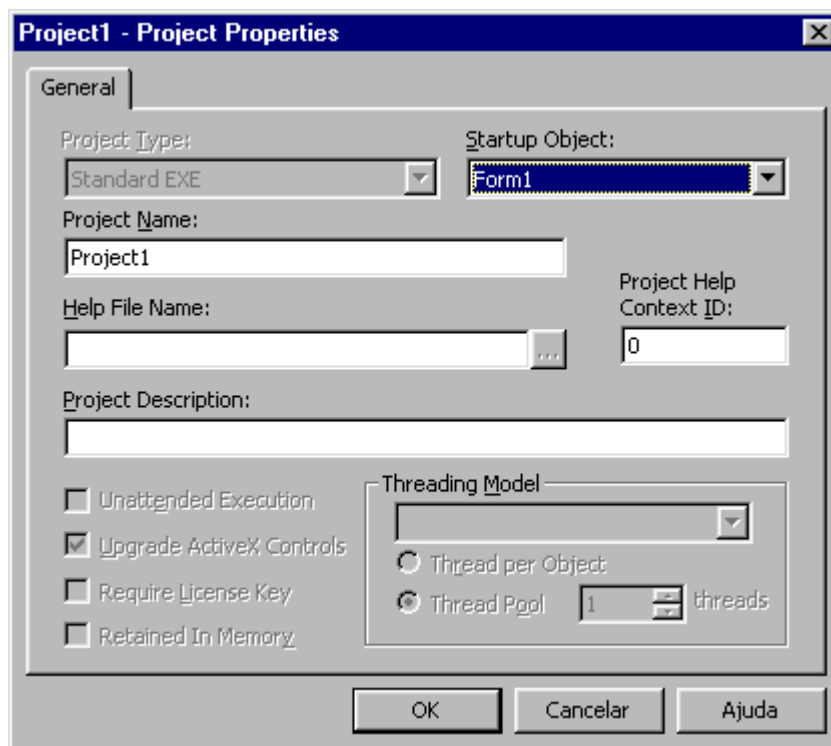 Project1 - Project Properties
General
Project Type:
Startup Object:
Standard EXE
Form1
Project Name:
Project1
Project Help
Context ID:
Help File Name:
...
0
Project Description:
Unattended Execution
Threading Model
Upgrade ActiveX Controls
Thread per Object
Require License Key
Thread Pool
1
threads
Retained In Memory
OK
Cancelar
Ajuda